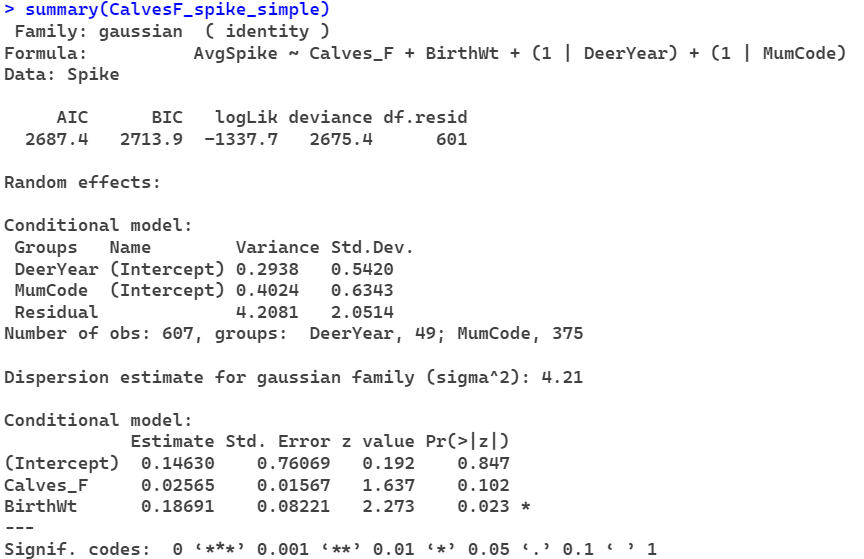 > summary(CalvesF_spike_simple)
 Family: gaussian  ( identity )
Formula:          AvgSpike ~ Calves_F + BirthWt + (1 | DeerYear) + (1 | MumCode)
Data: Spike

     AIC      BIC   logLik deviance df.resid
  2687.4   2713.9  -1337.7   2675.4      601

Random effects:

Conditional model:
 Groups   Name        Variance Std.Dev.
 DeerYear (Intercept) 0.2938   0.5420
 MumCode  (Intercept) 0.4024   0.6343
 Residual             4.2081   2.0514
Number of obs: 607, groups:  DeerYear, 49; MumCode, 375

Dispersion estimate for gaussian family (sigma^2): 4.21

Conditional model:
            Estimate Std. Error z value Pr(>|z|)
(Intercept)  0.14630    0.76069   0.192    0.847
Calves_F     0.02565    0.01567   1.637    0.102
BirthWt      0.18691    0.08221   2.273    0.023 *
---
Signif. codes:  0 ‘***’ 0.001 ‘**’ 0.01 ‘*’ 0.05 ‘.’ 0.1 ‘ ’ 1